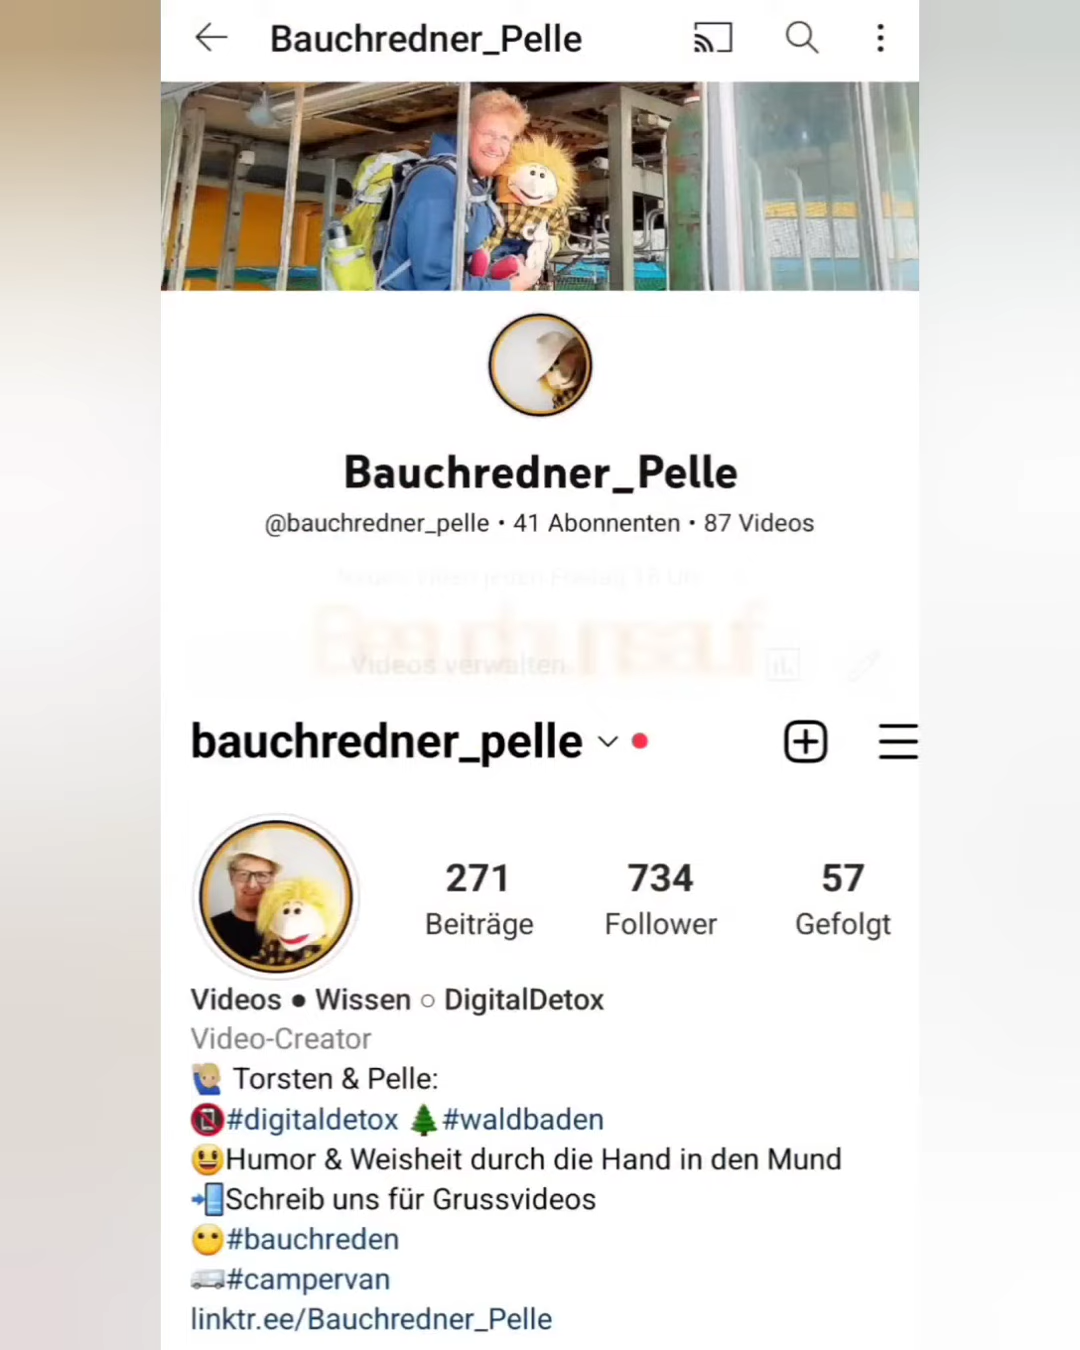 Bauchredner_Pelle
Bauchredner_Pelle
@bauchredner_pelle • 41 Abonnenten • 87 Videos
Videos verwalten
bauchredner_pelle
271 734 57
Beiträge Follower Gefolgt
Videos ● Wissen ○ DigitalDetox
Video-Creator
🙋🏼‍♂️ Torsten & Pelle:
📵#digitaldetox 🌲#waldbaden
😃Humor & Weisheit durch die Hand in den Mund
📲Schreib uns für Grussvideos
😶#bauchreden
🚐#campervan
linktr.ee/Bauchredner_Pelle